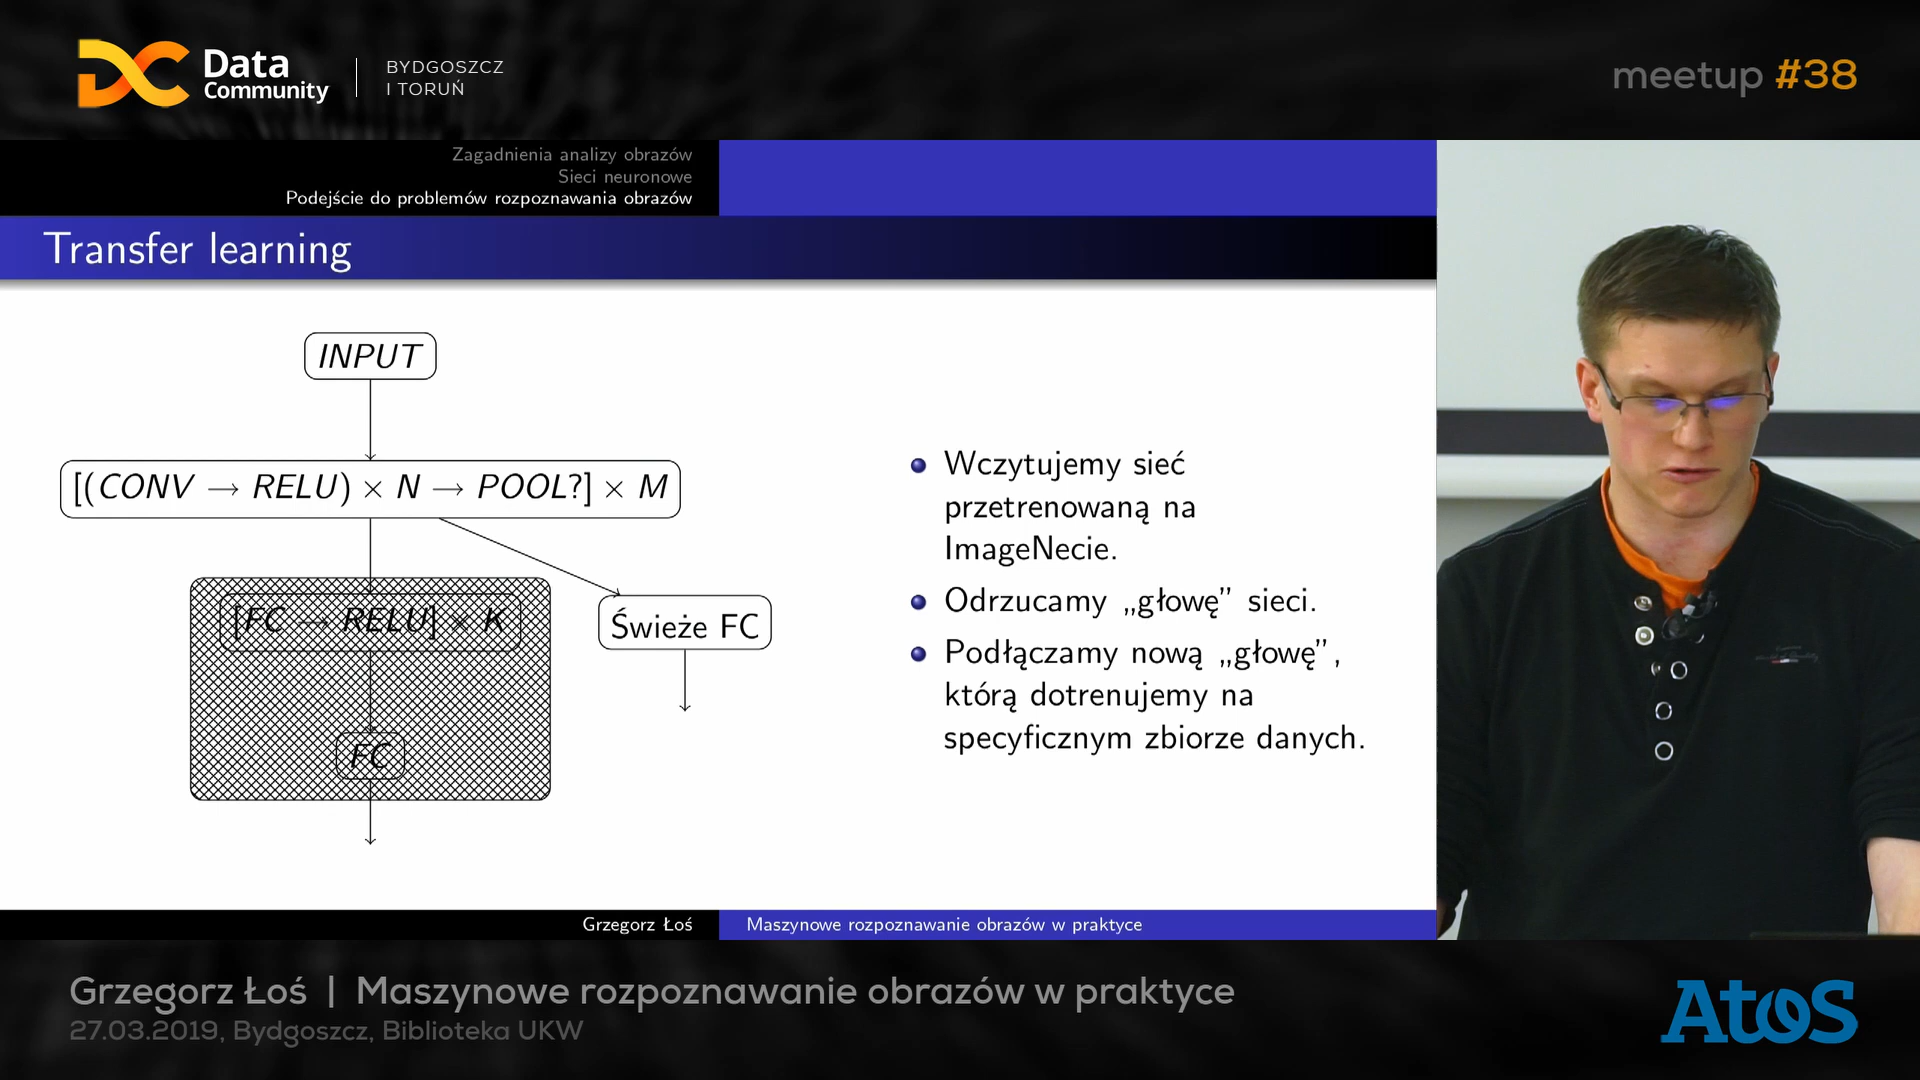 Data
Community
BYDGOSZCZ
I TORUŃ
meetup #38
Zagadnienia analizy obrazów
Sieci neuronowe
Podejście do problemów rozpoznawania obrazów
Transfer learning
INPUT
[(CONV → RELU) × N → POOL?] × M
[FC → RELU] × K
Świeże FC
FC
Wczytujemy sieć
przetrenowaną na
ImageNecie.
Odrzucamy „głowę” sieci.
Podłączamy nową „głowę”,
którą dotrenujemy na
specyficznym zbiorze danych.
Grzegorz Łoś
Maszynowe rozpoznawanie obrazów w praktyce
Grzegorz Łoś | Maszynowe rozpoznawanie obrazów w praktyce
27.03.2019, Bydgoszcz, Biblioteka UKW
Atos